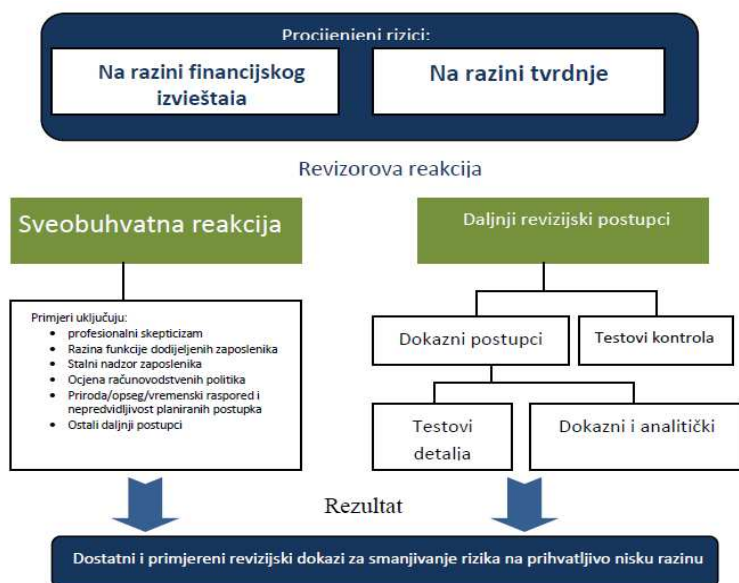 Procijenjeni rizici:
Na razini financijskog
izvještaja
Na razini tvrdnje
Revizorova reakcija
Sveobuhvatna reakcija
Daljnji revizijski postupci
Primjeri uključuju:
• profesionalni skepticizam
• Razina funkcije dodijeljenih zaposlenika
• Stalni nadzor zaposlenika
• Ocjena računovodstvenih politika
• Priroda/opseg/vremenski raspored i
nepredvidljivost planiranih postupka
• Ostali daljnji postupci
Dokazni postupci
Testovi kontrola
Testovi
detalja
Dokazni i analitički
Rezultat
Dostatni i primjereni revizijski dokazi za smanjivanje rizika na prihvatljivo nisku razinu